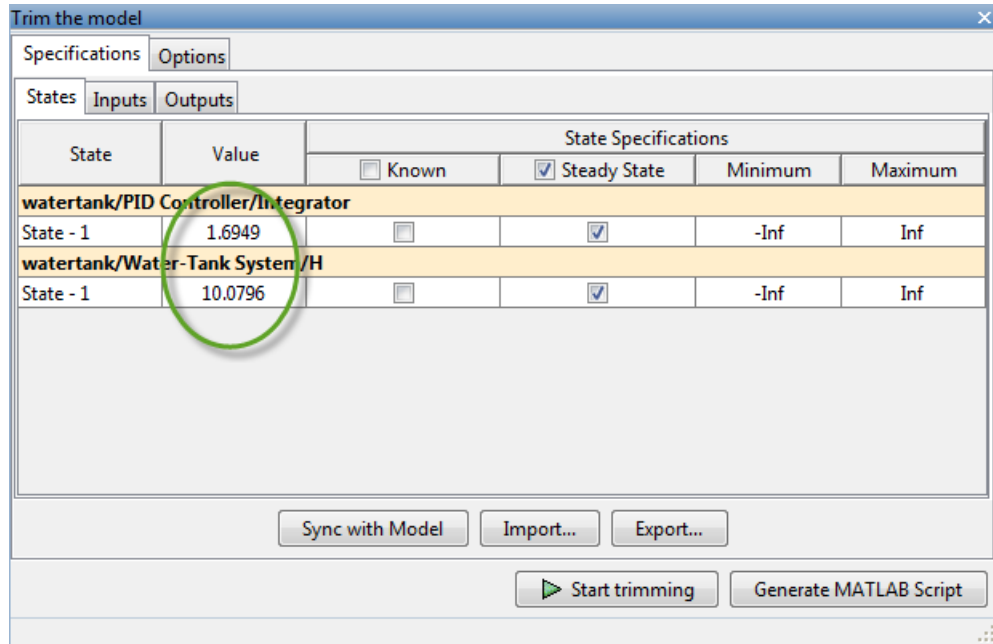 Trim the model
Specifications Options
States Inputs Outputs
State Value State Specifications
Known Steady State Minimum Maximum
watertank/PID Controller/Integrator
State - 1 1.6949 -Inf Inf
watertank/Water-Tank System/H
State - 1 10.0796 -Inf Inf
Sync with Model Import... Export...
Start trimming Generate MATLAB Script